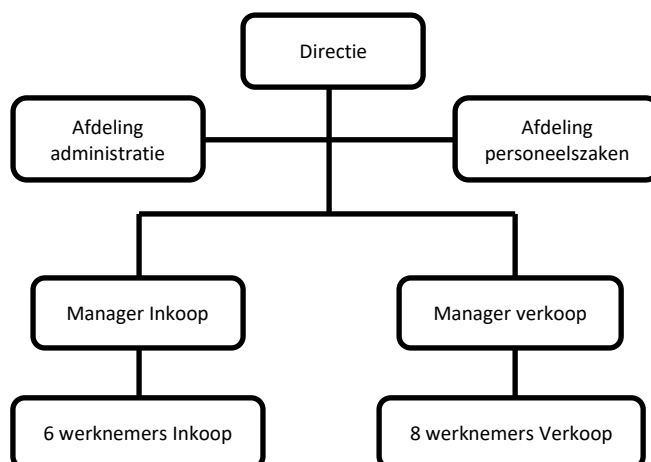 Directie
Afdeling
administratie
Afdeling
personeelszaken
Manager Inkoop
Manager verkoop
6 werknemers Inkoop
8 werknemers Verkoop